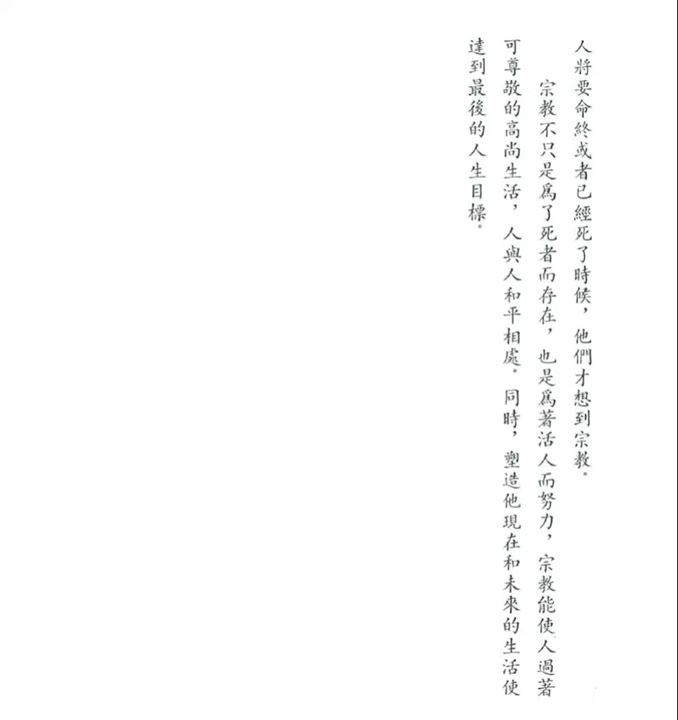 人將要命終或者已經死了時候，他們才想到宗教。
宗教不只是爲了死者而存在，也是爲著活人而努力，宗教能使人過著
可尊敬的高尚生活，人與人和平相處。同時，塑造他現在和未來的生活使
達到最後的人生目標。